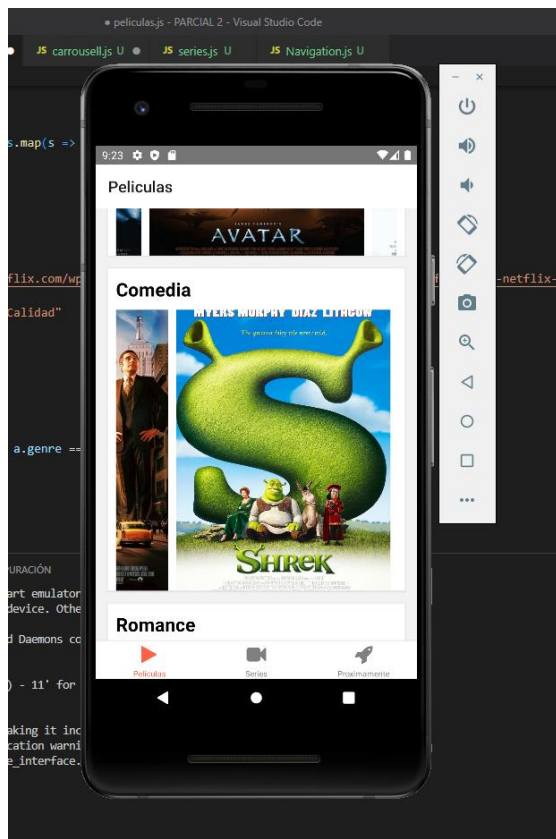 peliculas.js - PARCIAL 2 - Visual Studio Code
JS carrousell.js U
JS series.js U
JS Navigation.js U
s.map(s =>
9:23
Peliculas
AVATAR
flix.com/wp
-netflix-
Comedia
Calidad"
MYERS MURPHY DIAZ LITHGOW
The greatest fairy tale never told.
a.genre ==
SHREK
URACIÓN
art emulator
device. Othe
Romance
d Daemons co
Peliculas
Series
Proximamente
) - 11' for
aking it inc
cation warni
e_interface.